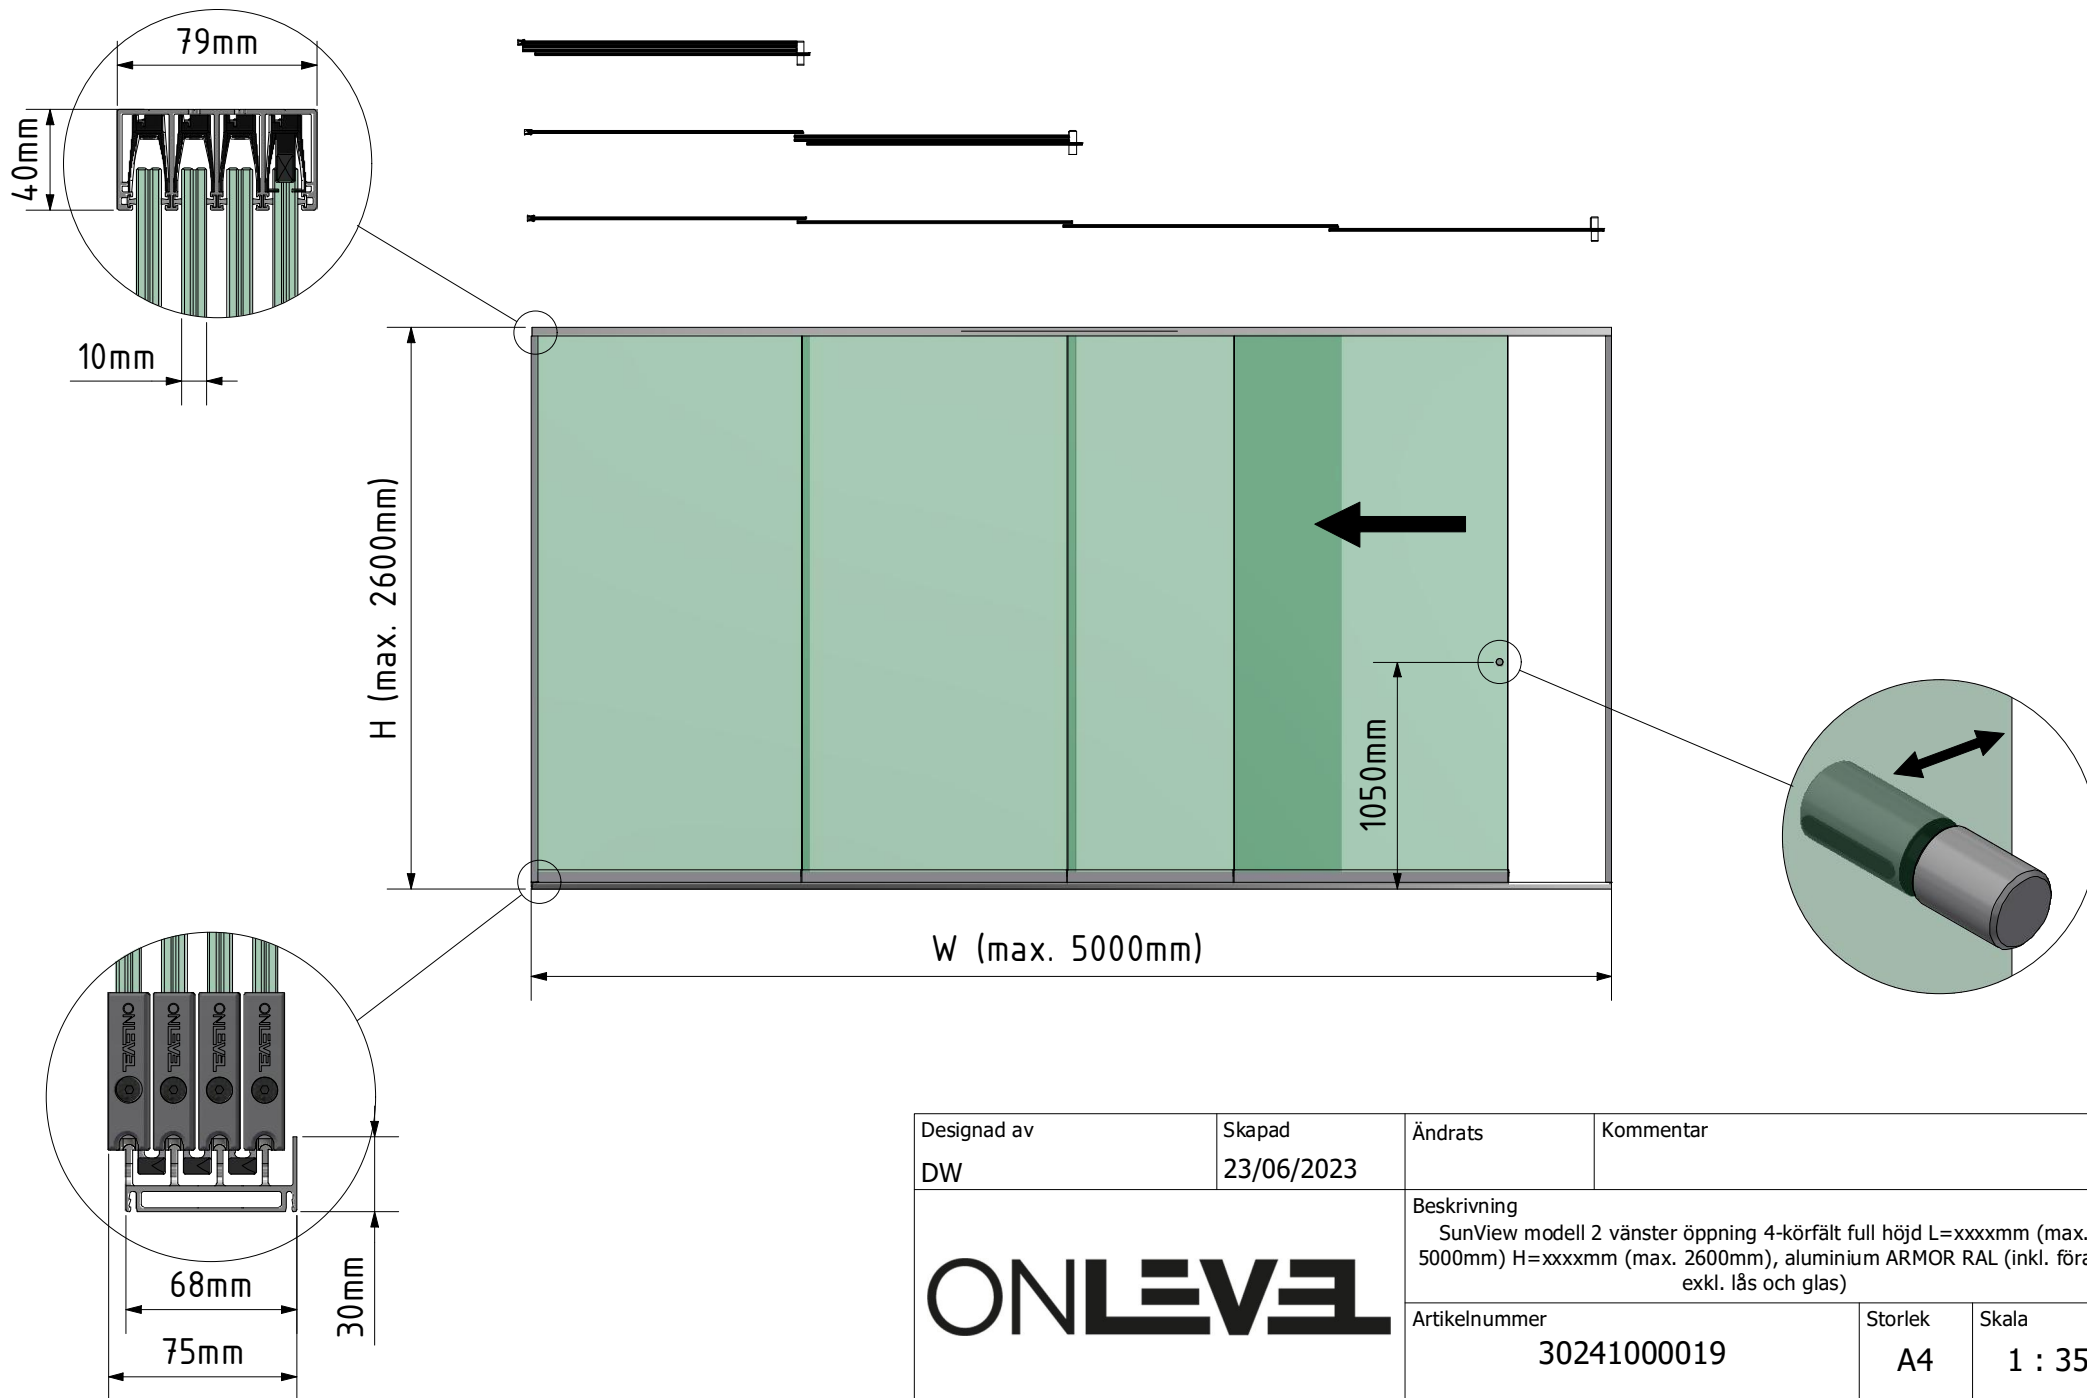 79mm
40mm
10mm
H (max. 2600mm)
1050mm
W (max. 5000mm)
ONLEVEL
ONLEVEL
ONLEVEL
ONLEVEL
68mm
75mm
30mm
Designad av
DW
Skapad
23/06/2023
Ändrats
Kommentar
ONLEVEL
Beskrivning
SunView modell 2 vänster öppning 4-körfält full höjd L=xxxxmm (max.
5000mm) H=xxxxmm (max. 2600mm), aluminium ARMOR RAL (inkl. föra
exkl. lås och glas)
Artikelnummer
30241000019
Storlek
A4
Skala
1 : 35